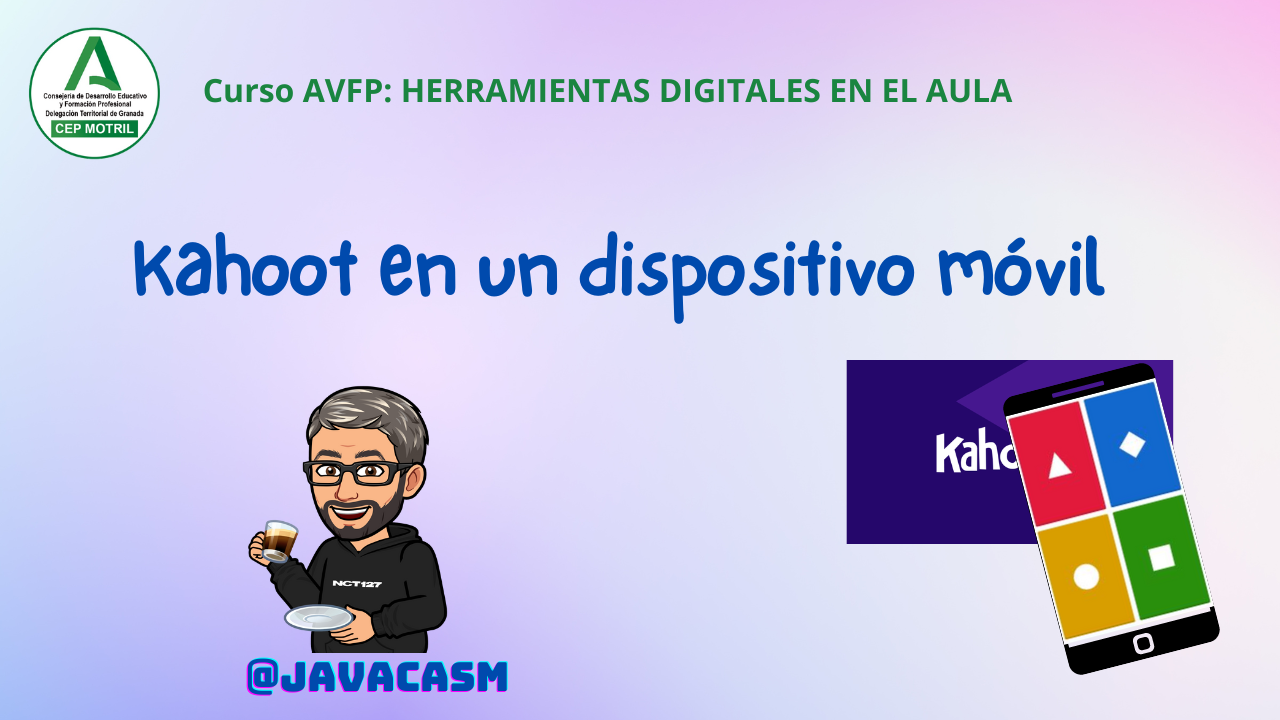 Consejería de Desarrollo Educativo
y Formación Profesional
Delegación Territorial de Granada
CEP MOTRIL
Curso AVFP: HERRAMIENTAS DIGITALES EN EL AULA
Kahoot en un dispositivo móvil
Kaho
NCT127
@JAVACASM